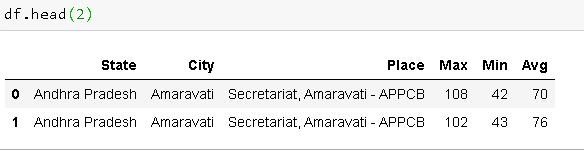 df.head(2)
State City Place Max Min Avg
0 Andhra Pradesh Amaravati Secretariat, Amaravati - APPCB 108 42 70
1 Andhra Pradesh Amaravati Secretariat, Amaravati - APPCB 102 43 76